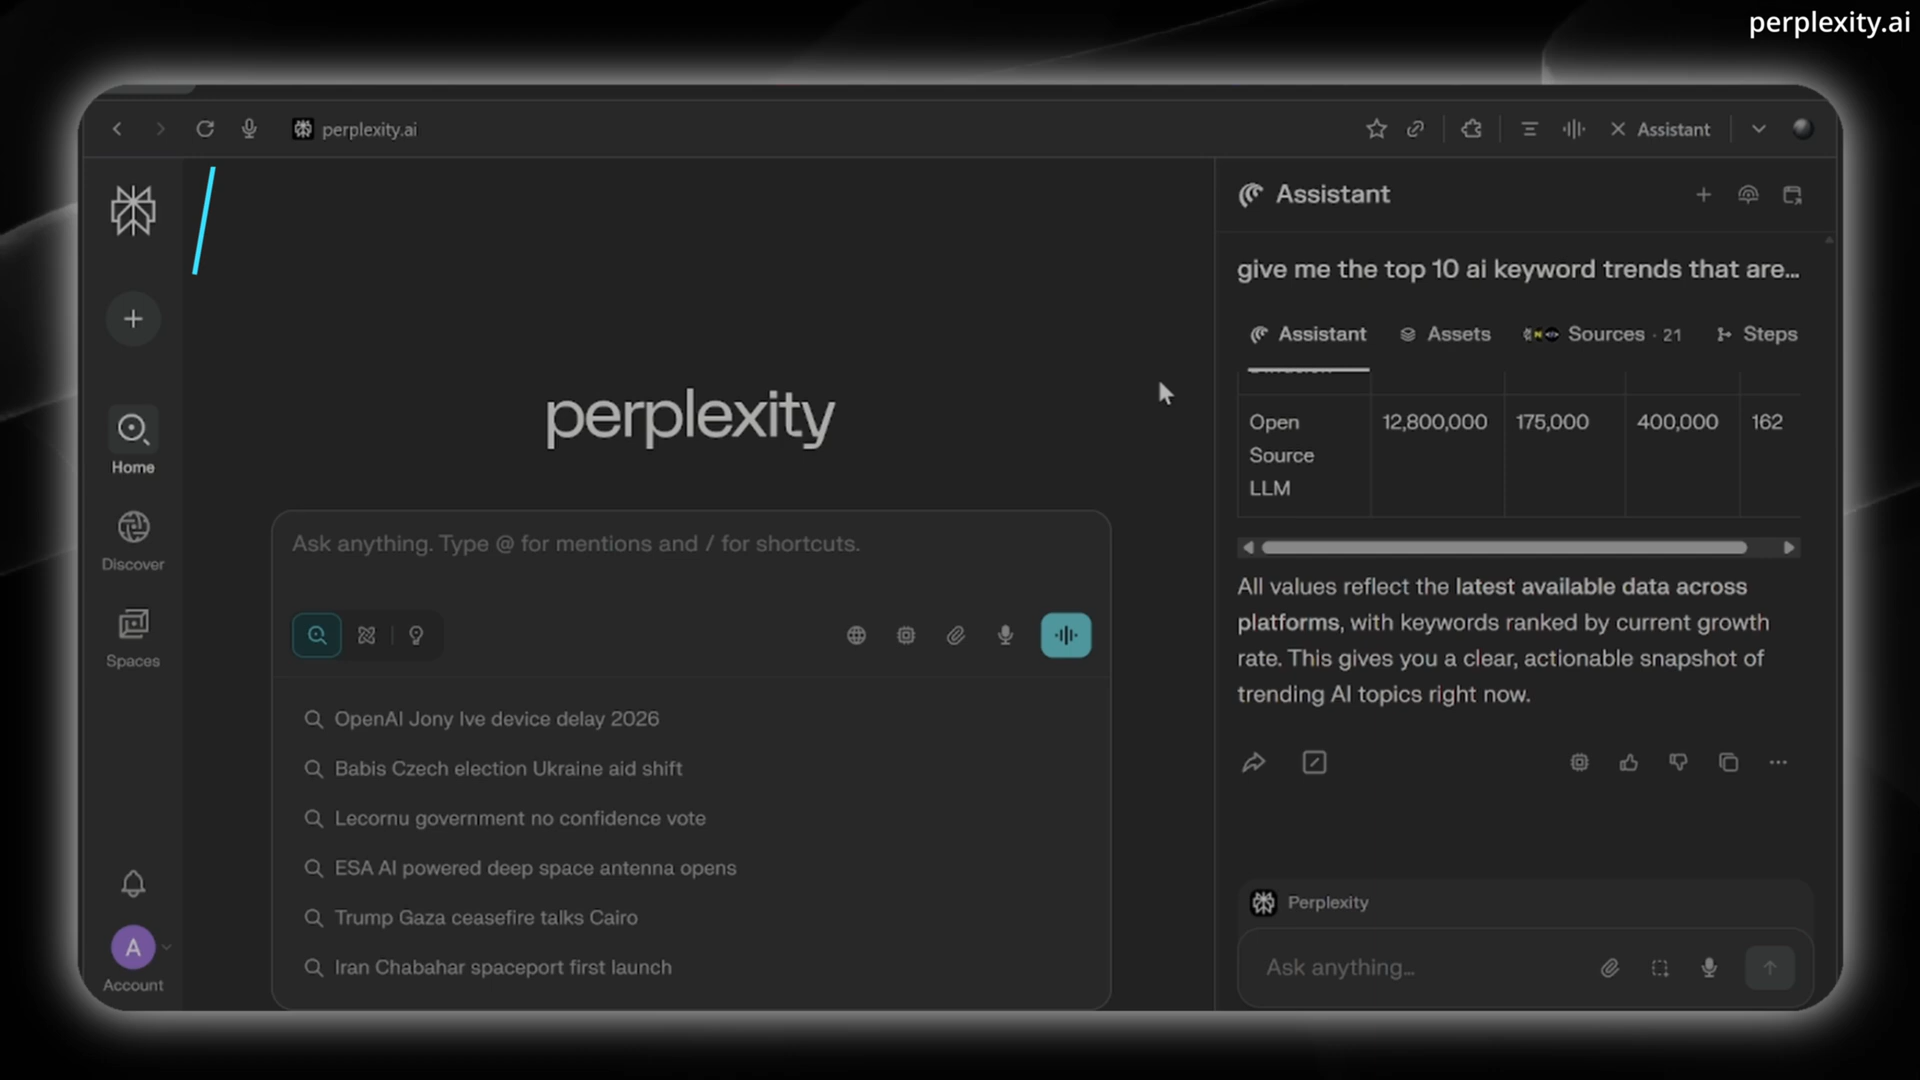 perplexity.ai
perplexity.ai
Assistant
Home
Discover
Spaces
A
Account
perplexity
Ask anything. Type @ for mentions and / for shortcuts.
OpenAI Jony Ive device delay 2026
Babis Czech election Ukraine aid shift
Lecornu government no confidence vote
ESA AI powered deep space antenna opens
Trump Gaza ceasefire talks Cairo
Iran Chabahar spaceport first launch
Assistant
give me the top 10 ai keyword trends that are...
Assistant Assets Sources · 21 Steps
Open Source LLM 12,800,000 175,000 400,000 162
All values reflect the latest available data across
platforms, with keywords ranked by current growth
rate. This gives you a clear, actionable snapshot of
trending AI topics right now.
Perplexity
Ask anything...